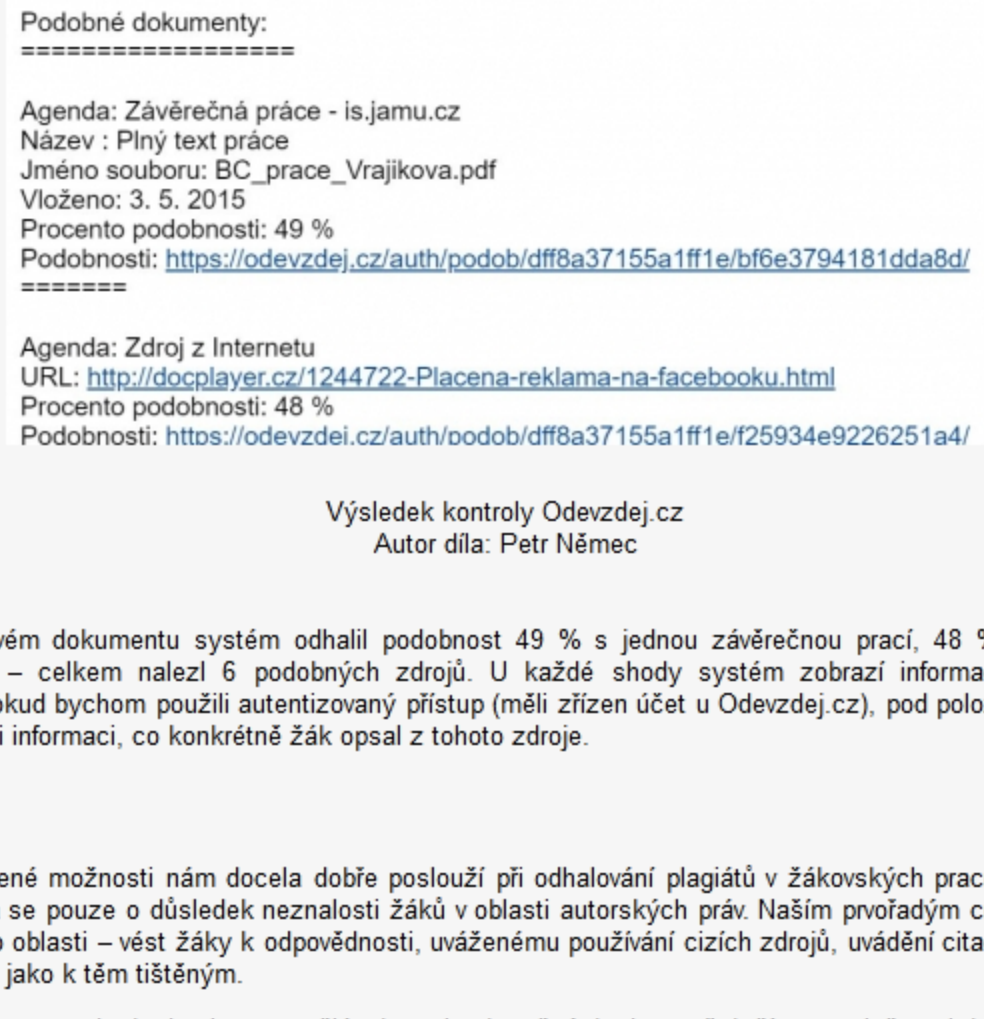 Podobné dokumenty:
==================
Agenda: Závěrečná práce - is.jamu.cz
Název : Plný text práce
Jméno souboru: BC_prace_Vrajikova.pdf
Vloženo: 3. 5. 2015
Procento podobnosti: 49 %
Podobnosti: https://odevzdej.cz/auth/podob/dff8a37155a1ff1e/bf6e3794181dda8d/
=======
Agenda: Zdroj z Internetu
URL: http://docplayer.cz/1244722-Placena-reklama-na-facebooku.html
Procento podobnosti: 48 %
Podobnosti: https://odevzdej.cz/auth/podob/dff8a37155a1ff1e/f25934e9226251a4/
Výsledek kontroly Odevzdej.cz
Autor díla: Petr Němec
vém dokumentu systém odhalil podobnost 49 % s jednou závěrečnou prací, 48 %
– celkem nalezl 6 podobných zdrojů. U každé shody systém zobrazí informa
okud bychom použili autentizovaný přístup (měli zřízen účet u Odevzdej.cz), pod polo
i informaci, co konkrétně žák opsal z tohoto zdroje.
ené možnosti nám docela dobře poslouží při odhalování plagiátů v žákovských prac
se pouze o důsledek neznalosti žáků v oblasti autorských práv. Naším prvořadým c
o oblasti – vést žáky k odpovědnosti, uváženému používání cizích zdrojů, uvádění cita
jako k těm tištěným.